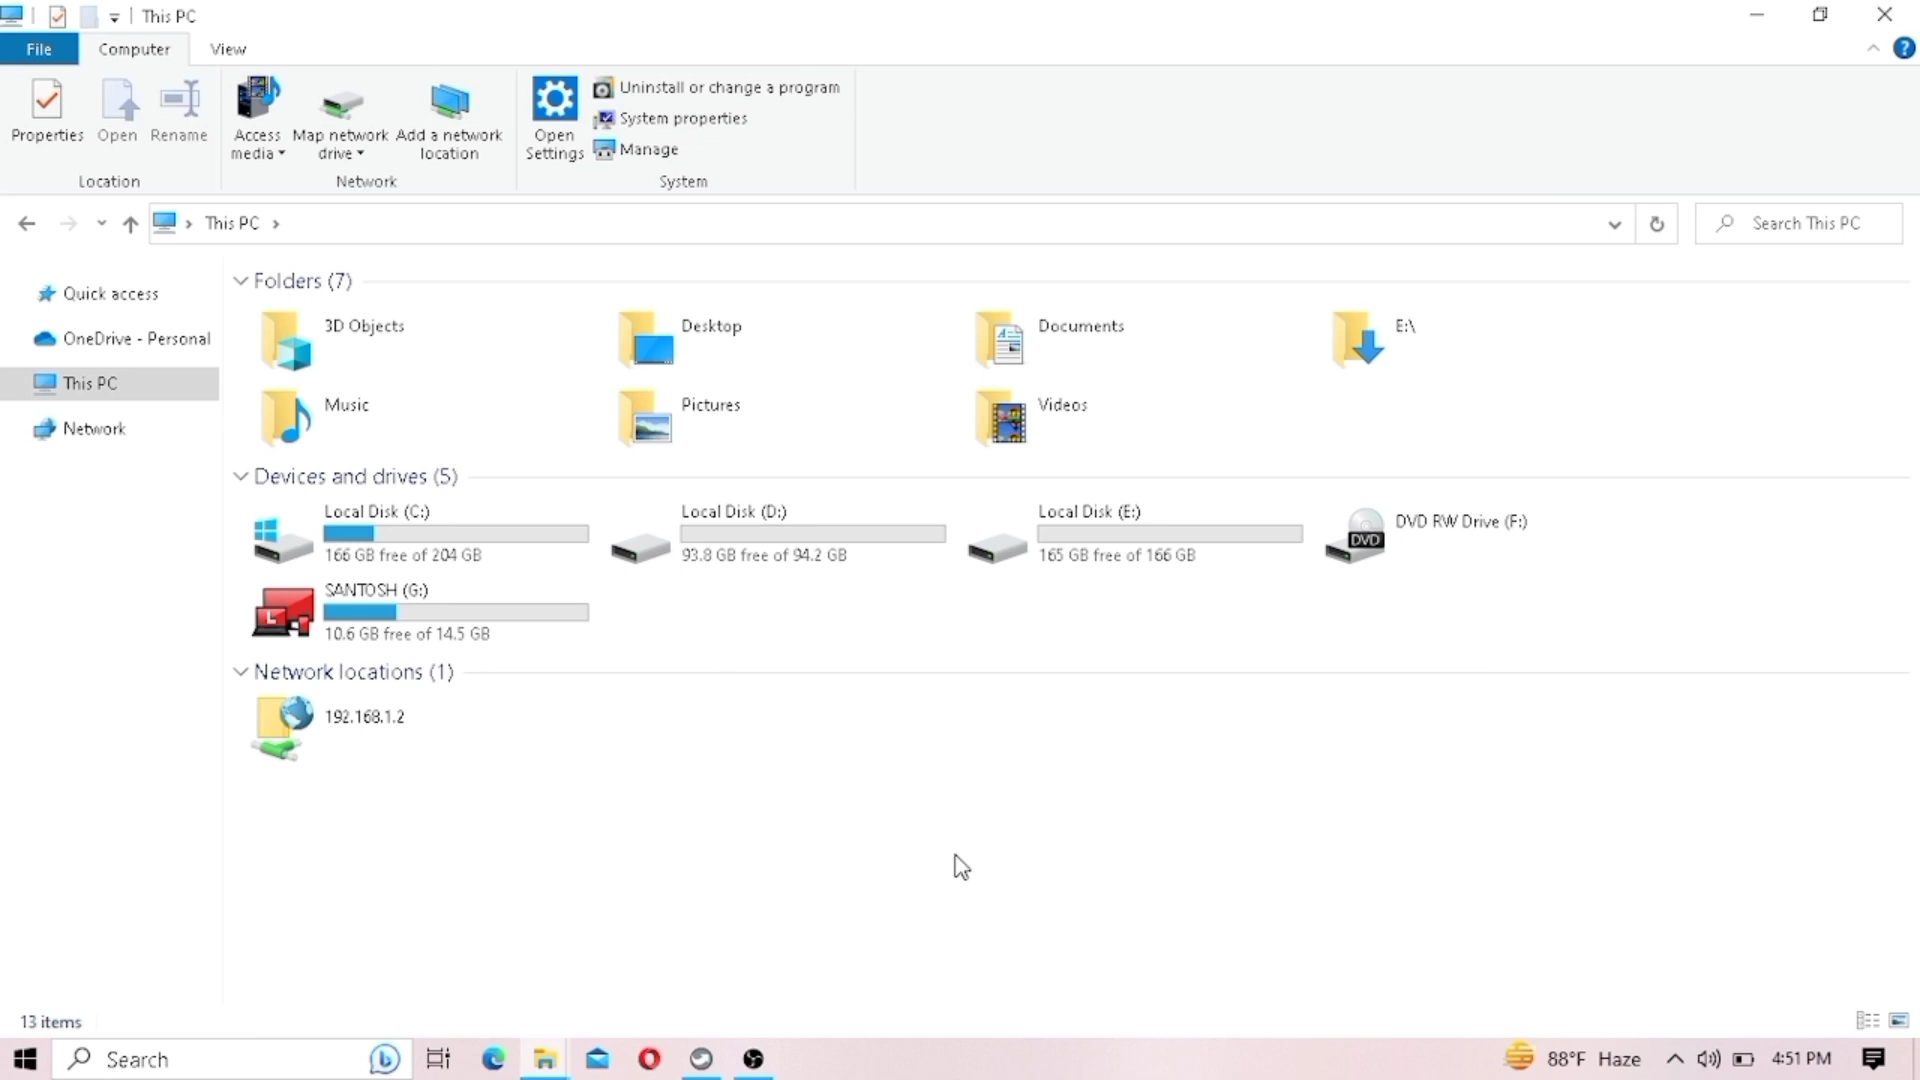 This PC
File
Computer
View
Properties
Open
Rename
Access
media
Map network
drive
Add a network
location
Open
Settings
Uninstall or change a program
System properties
Manage
Location
Network
System
This PC
Search This PC
Quick access
OneDrive - Personal
This PC
Network
Folders (7)
3D Objects
Desktop
Documents
E:\
Music
Pictures
Videos
Devices and drives (5)
Local Disk (C:)
166 GB free of 204 GB
Local Disk (D:)
93.8 GB free of 94.2 GB
Local Disk (E:)
165 GB free of 166 GB
DVD RW Drive (F:)
DVD
SANTOSH (G:)
10.6 GB free of 14.5 GB
L
Network locations (1)
192.168.1.2
13 items
Search
88°F Haze
4:51 PM